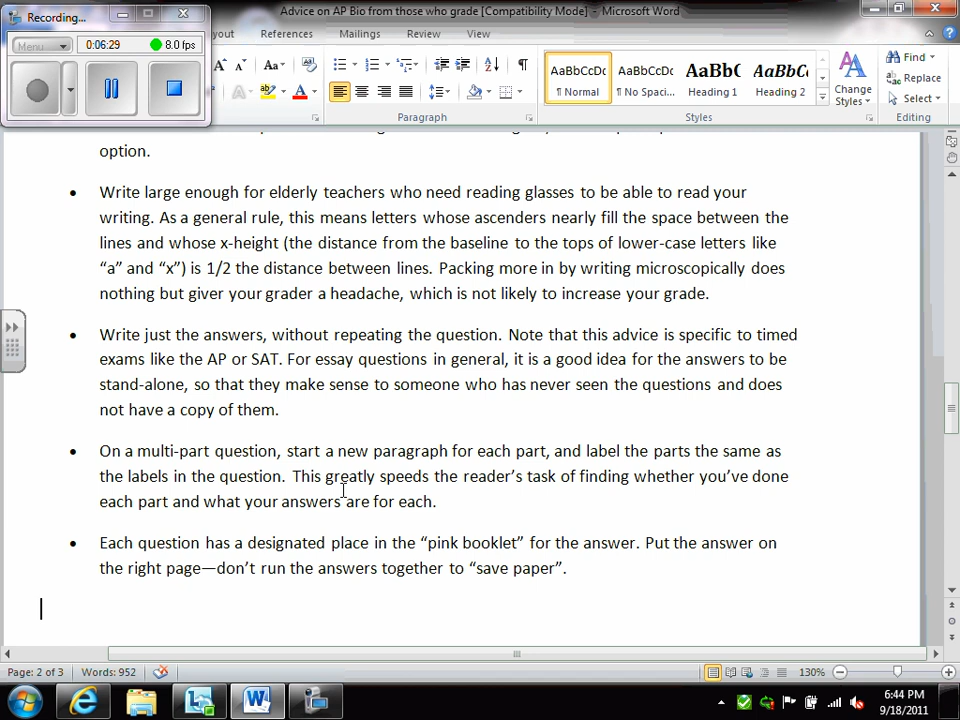 Recording...
Advice on AP Bio from those who grade [Compatibility Mode] - Microsoft Word
Menu
00:06:29
8.0 fps
yout
References
Mailings
Review
View
Aa
AaBbCcDc
AaBbCcDc
AaBbC
AaBbCc
¶ Normal
¶ No Spaci...
Heading 1
Heading 2
Change
Styles
Find
Replace
Select
Paragraph
Styles
Editing
option.
• Write large enough for elderly teachers who need reading glasses to be able to read your
writing. As a general rule, this means letters whose ascenders nearly fill the space between the
lines and whose x-height (the distance from the baseline to the tops of lower-case letters like
“a” and “x”) is 1/2 the distance between lines. Packing more in by writing microscopically does
nothing but giver your grader a headache, which is not likely to increase your grade.
• Write just the answers, without repeating the question. Note that this advice is specific to timed
exams like the AP or SAT. For essay questions in general, it is a good idea for the answers to be
stand-alone, so that they make sense to someone who has never seen the questions and does
not have a copy of them.
• On a multi-part question, start a new paragraph for each part, and label the parts the same as
the labels in the question. This greatly speeds the reader’s task of finding whether you’ve done
each part and what your answers are for each.
• Each question has a designated place in the “pink booklet” for the answer. Put the answer on
the right page—don’t run the answers together to “save paper”.
Page: 2 of 3
Words: 952
130%
6:44 PM
9/18/2011